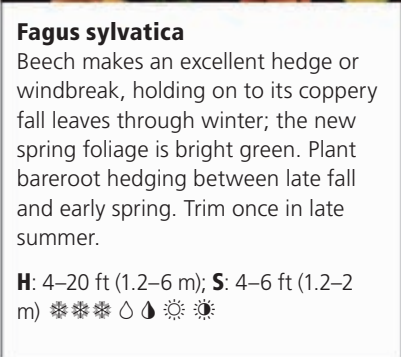 Fagus sylvatica
Beech makes an excellent hedge or
windbreak, holding on to its coppery
fall leaves through winter; the new
spring foliage is bright green. Plant
bareroot hedging between late fall
and early spring. Trim once in late
summer.
H: 4–20 ft (1.2–6 m); S: 4–6 ft (1.2–2
m)